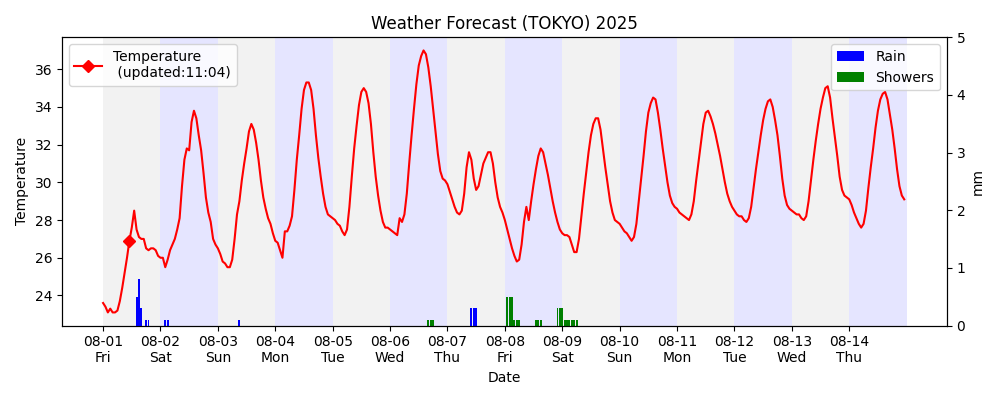 Weather Forecast (TOKYO) 2025
Temperature
(updated:11:04)
Rain
Showers
Temperature
36
34
32
30
28
26
24
5
4
3
2
1
0
mm
08-01 08-02 08-03 08-04 08-05 08-06 08-07 08-08 08-09 08-10 08-11 08-12 08-13 08-14
Fri Sat Sun Mon Tue Wed Thu Fri Sat Sun Mon Tue Wed Thu
Date